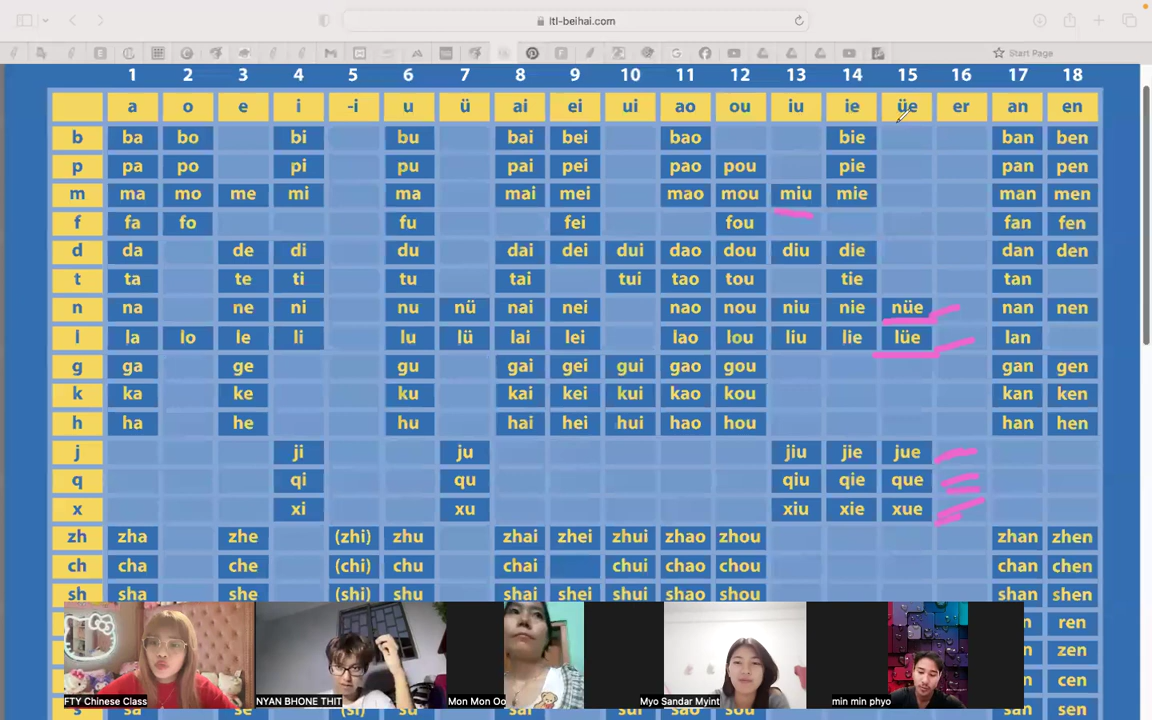 ltl-beihai.com
Start Page
1 2 3 4 5 6 7 8 9 10 11 12 13 14 15 16 17 18
a o e i -i u ü ai ei ui ao ou iu ie üe er an en
b ba bo bi bu bai bei bao bie ban ben
p pa po pi pu pai pei pao pou pie pan pen
m ma mo me mi mu mai mei mao mou miu mie man men
f fa fo fu fei fou fan fen
d da de di du dai dei dui dao dou diu die dan den
t ta te ti tu tai tui tao tou tie tan
n na ne ni nu nü nai nei nao nou niu nie nüe nan nen
l la lo le li lu lü lai lei lao lou liu lie lüe lan
g ga ge gu gai gei gui gao gou gan gen
k ka ke ku kai kei kui kao kou kan ken
h ha he hu hai hei hui hao hou han hen
j ji ju jiu jie jue
q qi qu qiu qie que
x xi xu xiu xie xue
zh zha zhe (zhi) zhu zhai zhei zhui zhao zhou zhan zhen
ch cha che (chi) chu chai chui chao chou chan chen
sh sha she (shi) shu shai shei shui shao shou shan shen
ren
zen
cen
FTY Chinese Class
NYAN BHONE THIT
Mon Mon Oo
Myo Sandar Myint
min min phyo